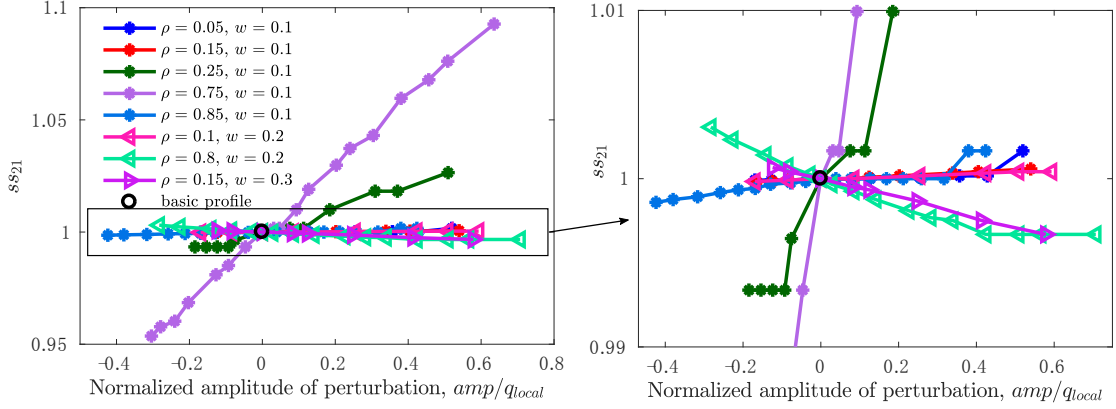 1.1
1.05
1
0.95
ss21
ρ = 0.05, w = 0.1
ρ = 0.15, w = 0.1
ρ = 0.25, w = 0.1
ρ = 0.75, w = 0.1
ρ = 0.85, w = 0.1
ρ = 0.1, w = 0.2
ρ = 0.8, w = 0.2
ρ = 0.15, w = 0.3
basic profile
-0.4 -0.2 0 0.2 0.4 0.6 0.8
Normalized amplitude of perturbation, amp/qlocal
1.01
1
0.99
ss21
-0.4 -0.2 0 0.2 0.4 0.6
Normalized amplitude of perturbation, amp/qlocal